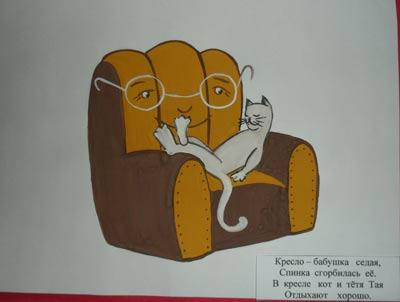 Кресло – бабушка седая,
Спинка сгорбилась её.
В кресле кот и тётя Тая
Отдыхают хорошо.